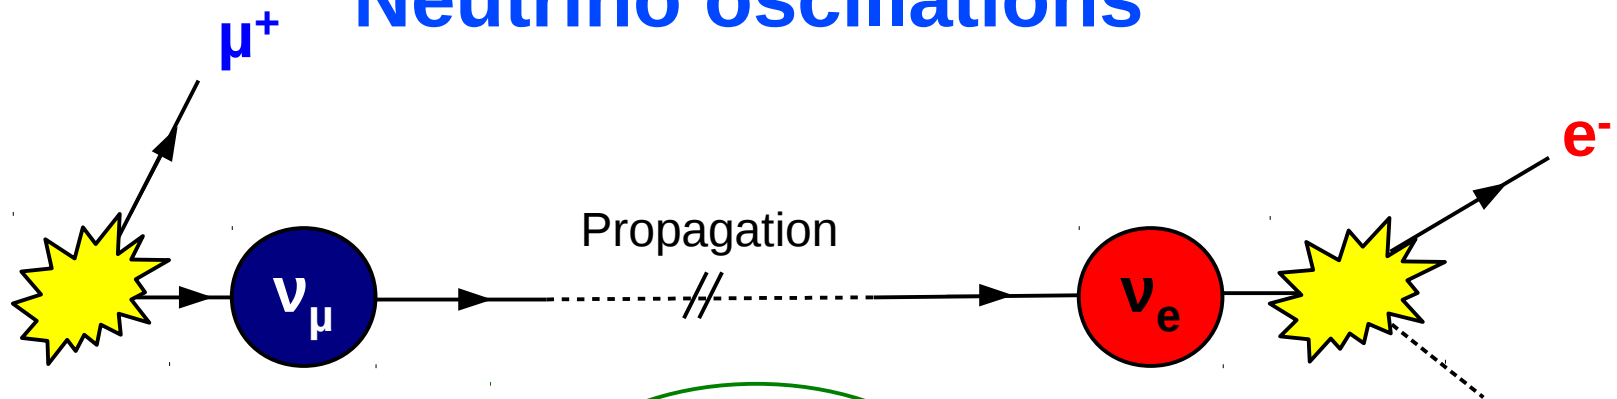 Neutrino oscillations
μ⁺
e⁻
Propagation
νμ
νe